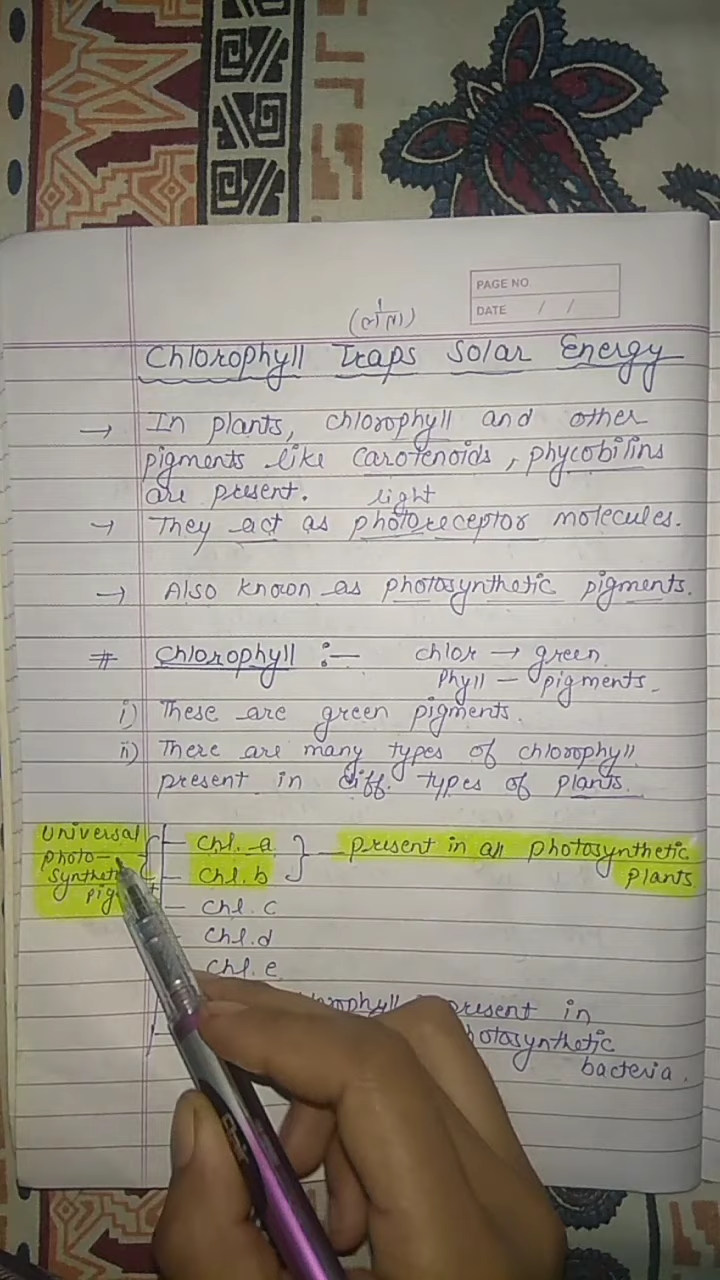 PAGE NO.
DATE / /
Chlorophyll Traps Solar Energy
→ In plants, chlorophyll and other
pigments like carotenoids, phycobilins
are present. light
→ They act as photoreceptor molecules.
→ Also known as photosynthetic pigments.
# Chlorophyll :— chlor → green
Phyll — pigments.
i) These are green pigments.
ii) There are many types of chlorophyll
present in diff. types of plants.
Universal
photo-
synthetic
Chl. a
Chl. b
present in all photosynthetic
plants
Chl. c
Chl. d
Chl. e
present in
photosynthetic
bacteria.